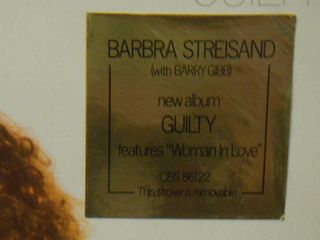 BARBRA STREISAND
(with BARRY GIBB)
new album
GUILTY
features "Woman In Love"
CBS 86122
This sticker is removable